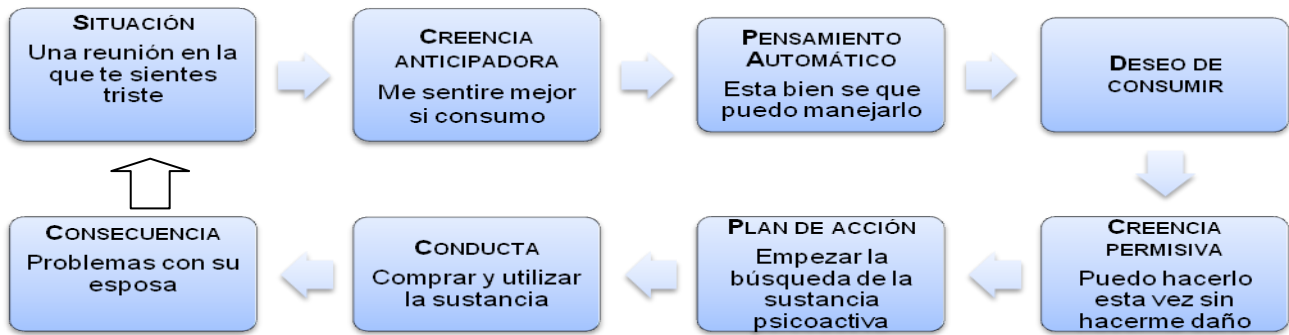 SITUACIÓN
Una reunión en la
que te sientes
triste
CREENCIA
ANTICIPADORA
Me sentire mejor
si consumo
PENSAMIENTO
AUTOMÁTICO
Esta bien se que
puedo manejarlo
DESEO DE
CONSUMIR
CREENCIA
PERMISIVA
Puedo hacerlo
esta vez sin
hacerme daño
PLAN DE ACCIÓN
Empezar la
búsqueda de la
sustancia
psicoactiva
CONDUCTA
Comprar y utilizar
la sustancia
CONSECUENCIA
Problemas con su
esposa